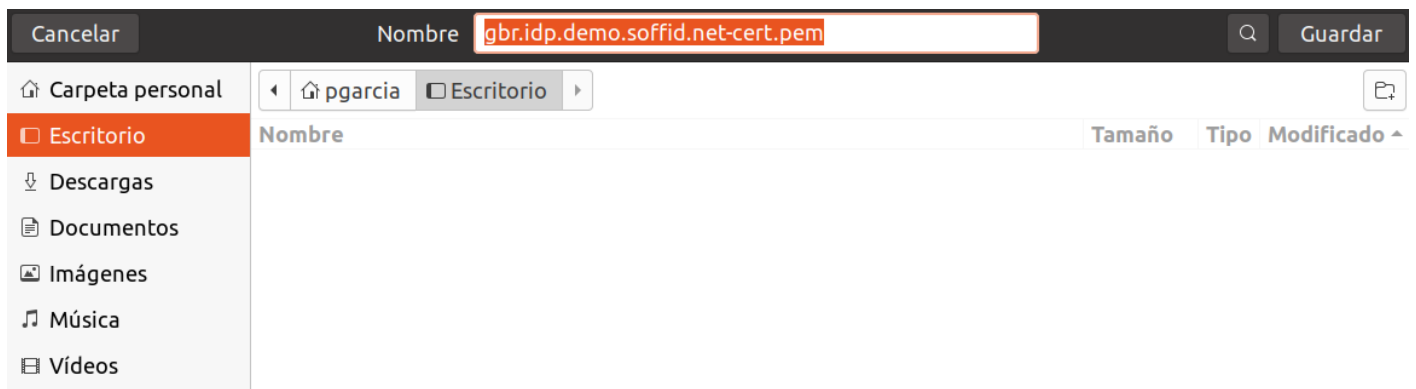 Cancelar Nombre gbr.idp.demo.soffid.net-cert.pem Guardar
Carpeta personal pgarcia Escritorio
Escritorio Nombre Tamaño Tipo Modificado
Descargas
Documentos
Imágenes
Música
Vídeos